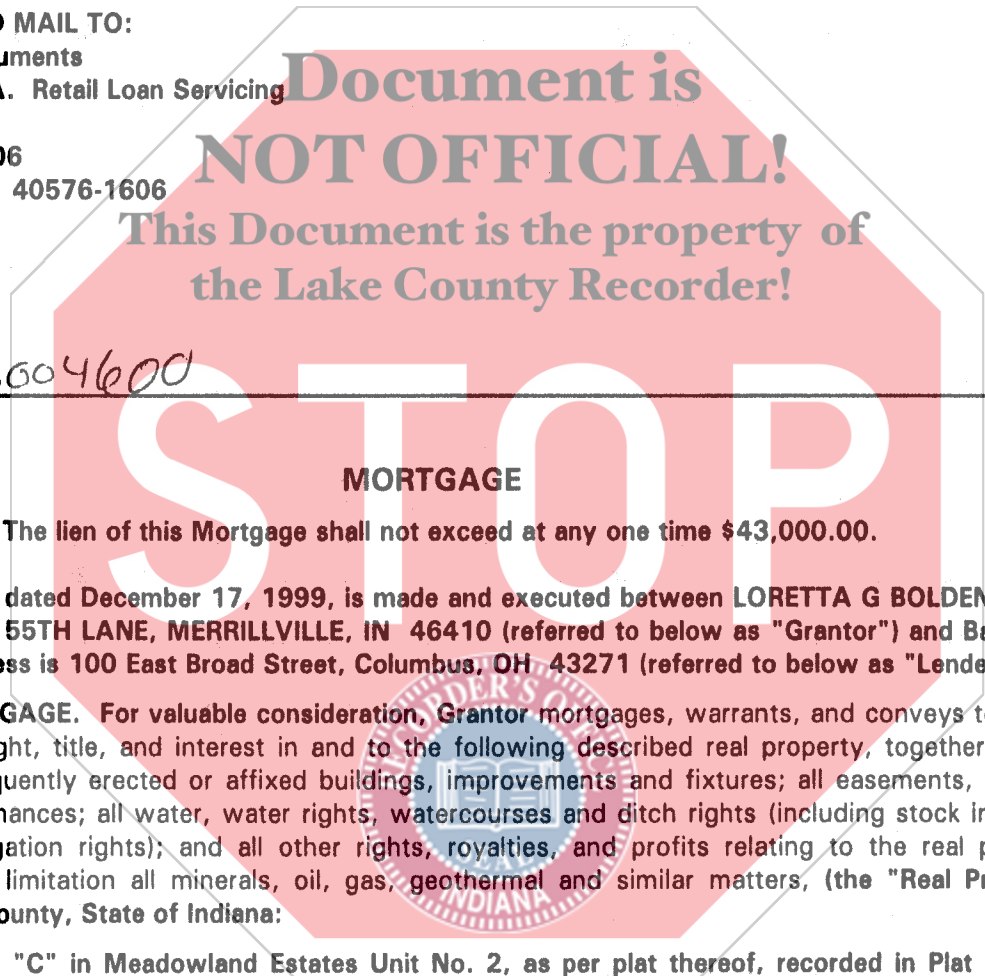 MAIL TO:
uments
A. Retail Loan Servicing
Document is
NOT OFFICIAL!
06
40576-1606
This Document is the property of
the Lake County Recorder!
004600
STOP
MORTGAGE
The lien of this Mortgage shall not exceed at any one time $43,000.00.
dated December 17, 1999, is made and executed between LORETTA G BOLDEN
55TH LANE, MERRILLVILLE, IN 46410 (referred to below as "Grantor") and Ba
ess is 100 East Broad Street, Columbus, OH 43271 (referred to below as "Lende
GAGE. For valuable consideration, Grantor mortgages, warrants, and conveys t
ght, title, and interest in and to the following described real property, together
quently erected or affixed buildings, improvements and fixtures; all easements,
nances; all water, water rights, watercourses and ditch rights (including stock in
gation rights); and all other rights, royalties, and profits relating to the real p
limitation all minerals, oil, gas, geothermal and similar matters, (the "Real Pr
ounty, State of Indiana:
SEAL
INDIANA
"C" in Meadowland Estates Unit No. 2, as per plat thereof, recorded in Plat